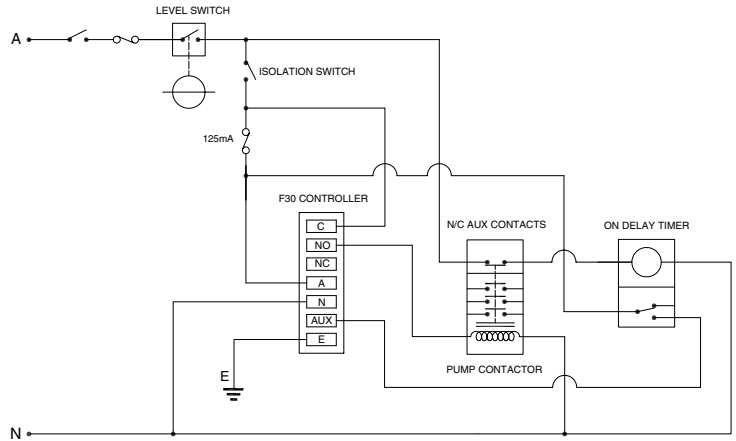 LEVEL SWITCH
A
ISOLATION SWITCH
125mA
F30 CONTROLLER
C
NO
NC
A
N
AUX
E
N/C AUX CONTACTS
ON DELAY TIMER
PUMP CONTACTOR
E
N